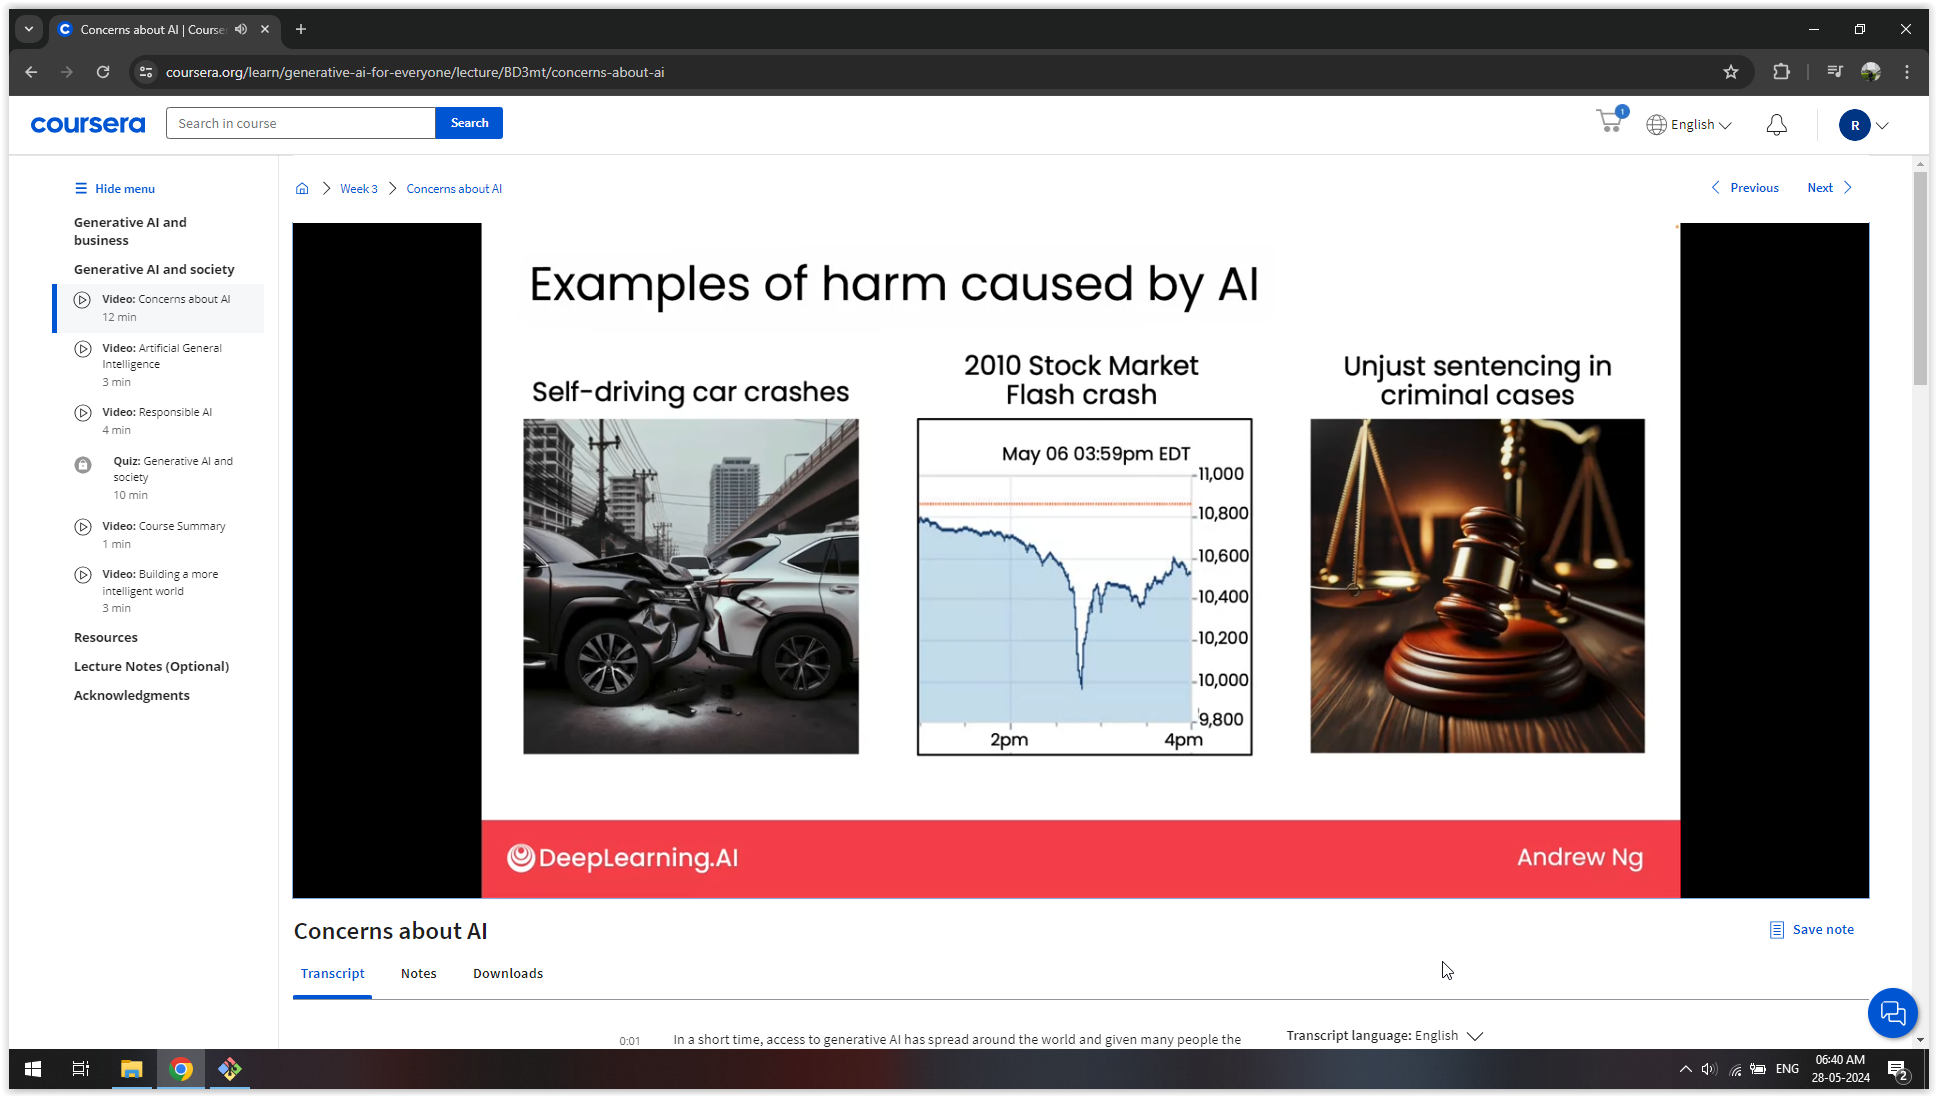 Concerns about AI | Course
coursera.org/learn/generative-ai-for-everyone/lecture/BD3mt/concerns-about-ai
coursera
Search in course
Search
1
English
R
Hide menu
Week 3
Concerns about AI
Previous
Next
Generative AI and
business
Generative AI and society
Video: Concerns about AI
12 min
Video: Artificial General
Intelligence
3 min
Video: Responsible AI
4 min
Quiz: Generative AI and
society
10 min
Video: Course Summary
1 min
Video: Building a more
intelligent world
3 min
Resources
Lecture Notes (Optional)
Acknowledgments
Examples of harm caused by AI
Self-driving car crashes
2010 Stock Market
Flash crash
May 06 03:59pm EDT
11,000
10,800
10,600
10,400
10,200
10,000
9,800
2pm
4pm
Unjust sentencing in
criminal cases
DeepLearning.AI
Andrew Ng
Concerns about AI
Save note
Transcript
Notes
Downloads
0:01
In a short time, access to generative AI has spread around the world and given many people the
Transcript language: English
ENG
06:40 AM
28-05-2024
2